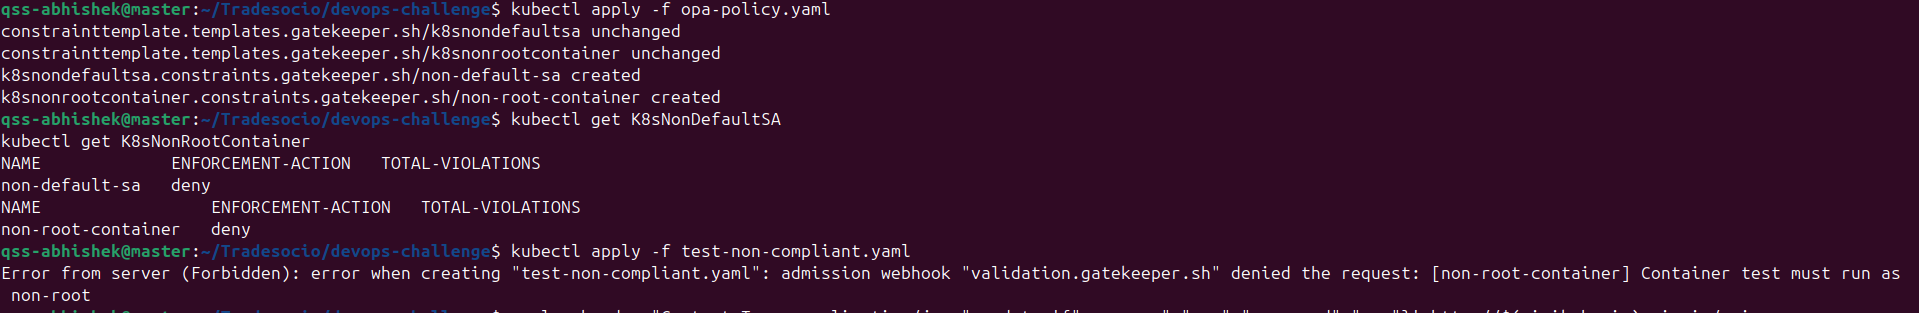 qss-abhishek@master:~/Tradesocio/devops-challenge$ kubectl apply -f opa-policy.yaml
constrainttemplate.templates.gatekeeper.sh/k8snondefaultsa unchanged
constrainttemplate.templates.gatekeeper.sh/k8snonrootcontainer unchanged
k8snondefaultsa.constraints.gatekeeper.sh/non-default-sa created
k8snonrootcontainer.constraints.gatekeeper.sh/non-root-container created
qss-abhishek@master:~/Tradesocio/devops-challenge$ kubectl get K8sNonDefaultSA
kubectl get K8sNonRootContainer
NAME             ENFORCEMENT-ACTION   TOTAL-VIOLATIONS
non-default-sa   deny
NAME                 ENFORCEMENT-ACTION   TOTAL-VIOLATIONS
non-root-container   deny
qss-abhishek@master:~/Tradesocio/devops-challenge$ kubectl apply -f test-non-compliant.yaml
Error from server (Forbidden): error when creating "test-non-compliant.yaml": admission webhook "validation.gatekeeper.sh" denied the request: [non-root-container] Container test must run as
non-root